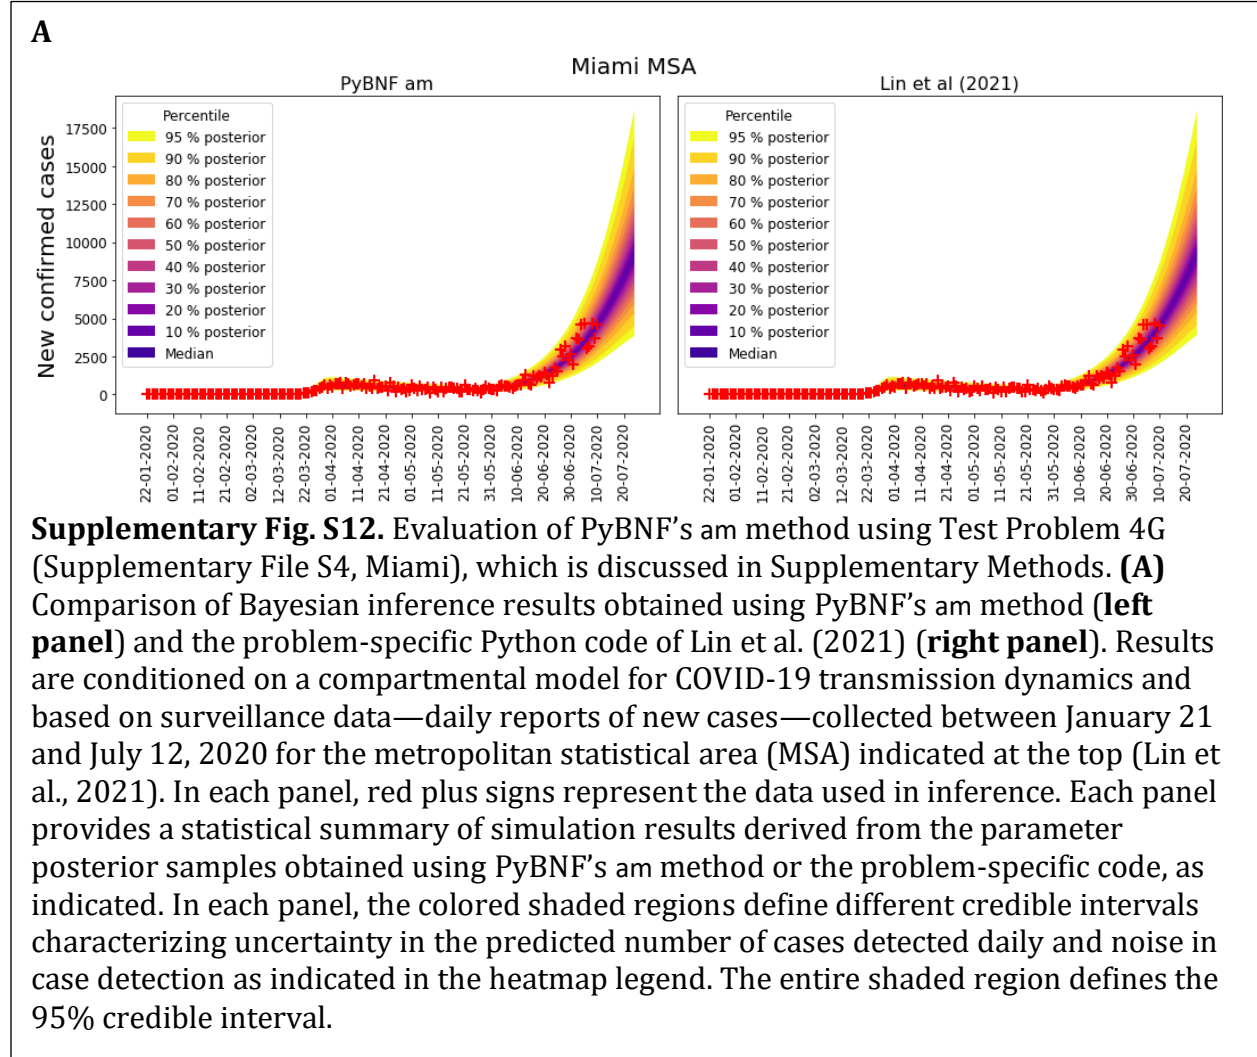 A
Miami MSA
PyBNF am
New confirmed cases
17500
15000
12500
10000
7500
5000
2500
0
Percentile
95 % posterior
90 % posterior
80 % posterior
70 % posterior
60 % posterior
50 % posterior
40 % posterior
30 % posterior
20 % posterior
10 % posterior
Median
22-01-2020
01-02-2020
11-02-2020
21-02-2020
02-03-2020
12-03-2020
22-03-2020
01-04-2020
11-04-2020
21-04-2020
01-05-2020
11-05-2020
21-05-2020
31-05-2020
10-06-2020
20-06-2020
30-06-2020
10-07-2020
20-07-2020
Lin et al (2021)
Percentile
95 % posterior
90 % posterior
80 % posterior
70 % posterior
60 % posterior
50 % posterior
40 % posterior
30 % posterior
20 % posterior
10 % posterior
Median
22-01-2020
01-02-2020
11-02-2020
21-02-2020
02-03-2020
12-03-2020
22-03-2020
01-04-2020
11-04-2020
21-04-2020
01-05-2020
11-05-2020
21-05-2020
31-05-2020
10-06-2020
20-06-2020
30-06-2020
10-07-2020
20-07-2020
Supplementary Fig. S12. Evaluation of PyBNF's am method using Test Problem 4G
(Supplementary File S4, Miami), which is discussed in Supplementary Methods. (A)
Comparison of Bayesian inference results obtained using PyBNF's am method (left
panel) and the problem-specific Python code of Lin et al. (2021) (right panel). Results
are conditioned on a compartmental model for COVID-19 transmission dynamics and
based on surveillance data—daily reports of new cases—collected between January 21
and July 12, 2020 for the metropolitan statistical area (MSA) indicated at the top (Lin et
al., 2021). In each panel, red plus signs represent the data used in inference. Each panel
provides a statistical summary of simulation results derived from the parameter
posterior samples obtained using PyBNF's am method or the problem-specific code, as
indicated. In each panel, the colored shaded regions define different credible intervals
characterizing uncertainty in the predicted number of cases detected daily and noise in
case detection as indicated in the heatmap legend. The entire shaded region defines the
95% credible interval.